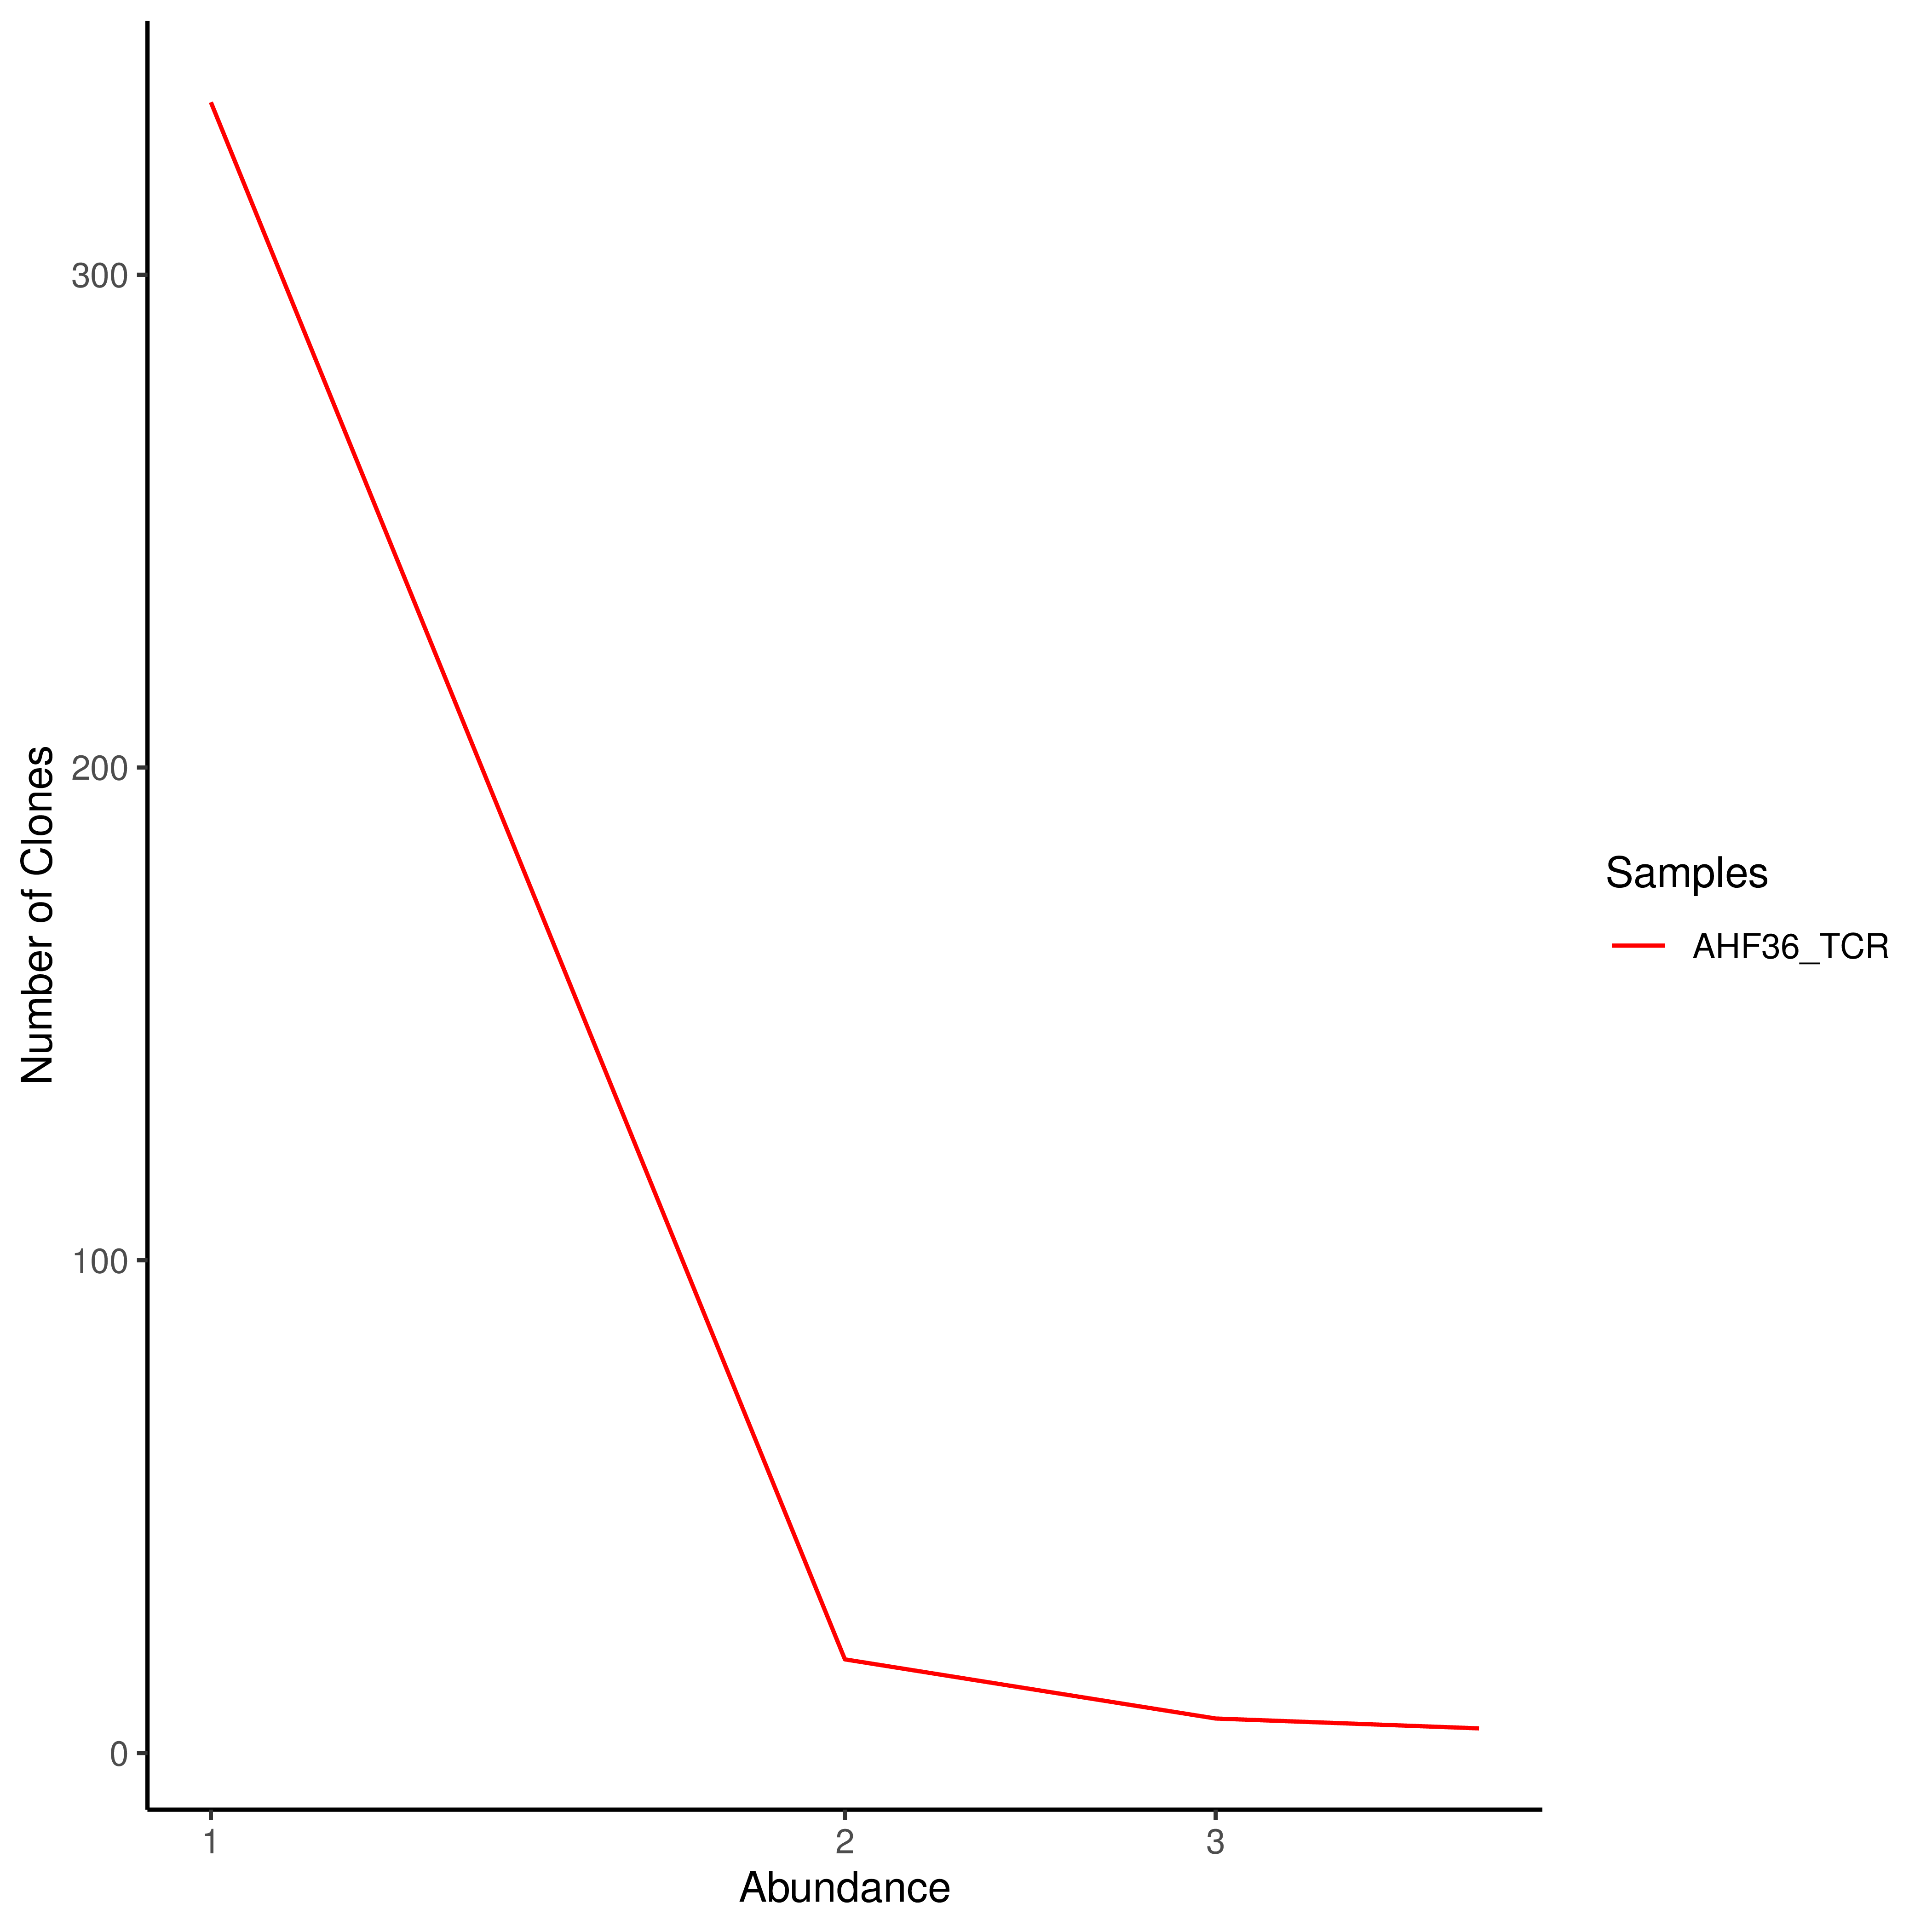 Number of Clones
300
200
100
0
1 2 3
Abundance
Samples
AHF36_TCR